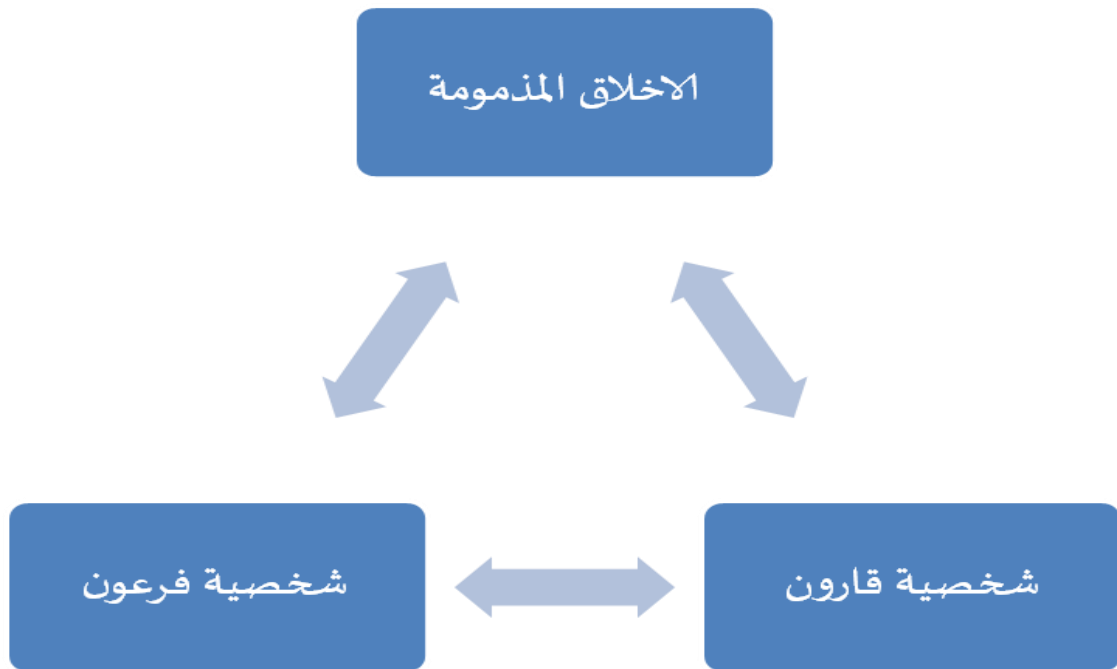 الاخلاق المذمومة
شخصية قارون
شخصية فرعون